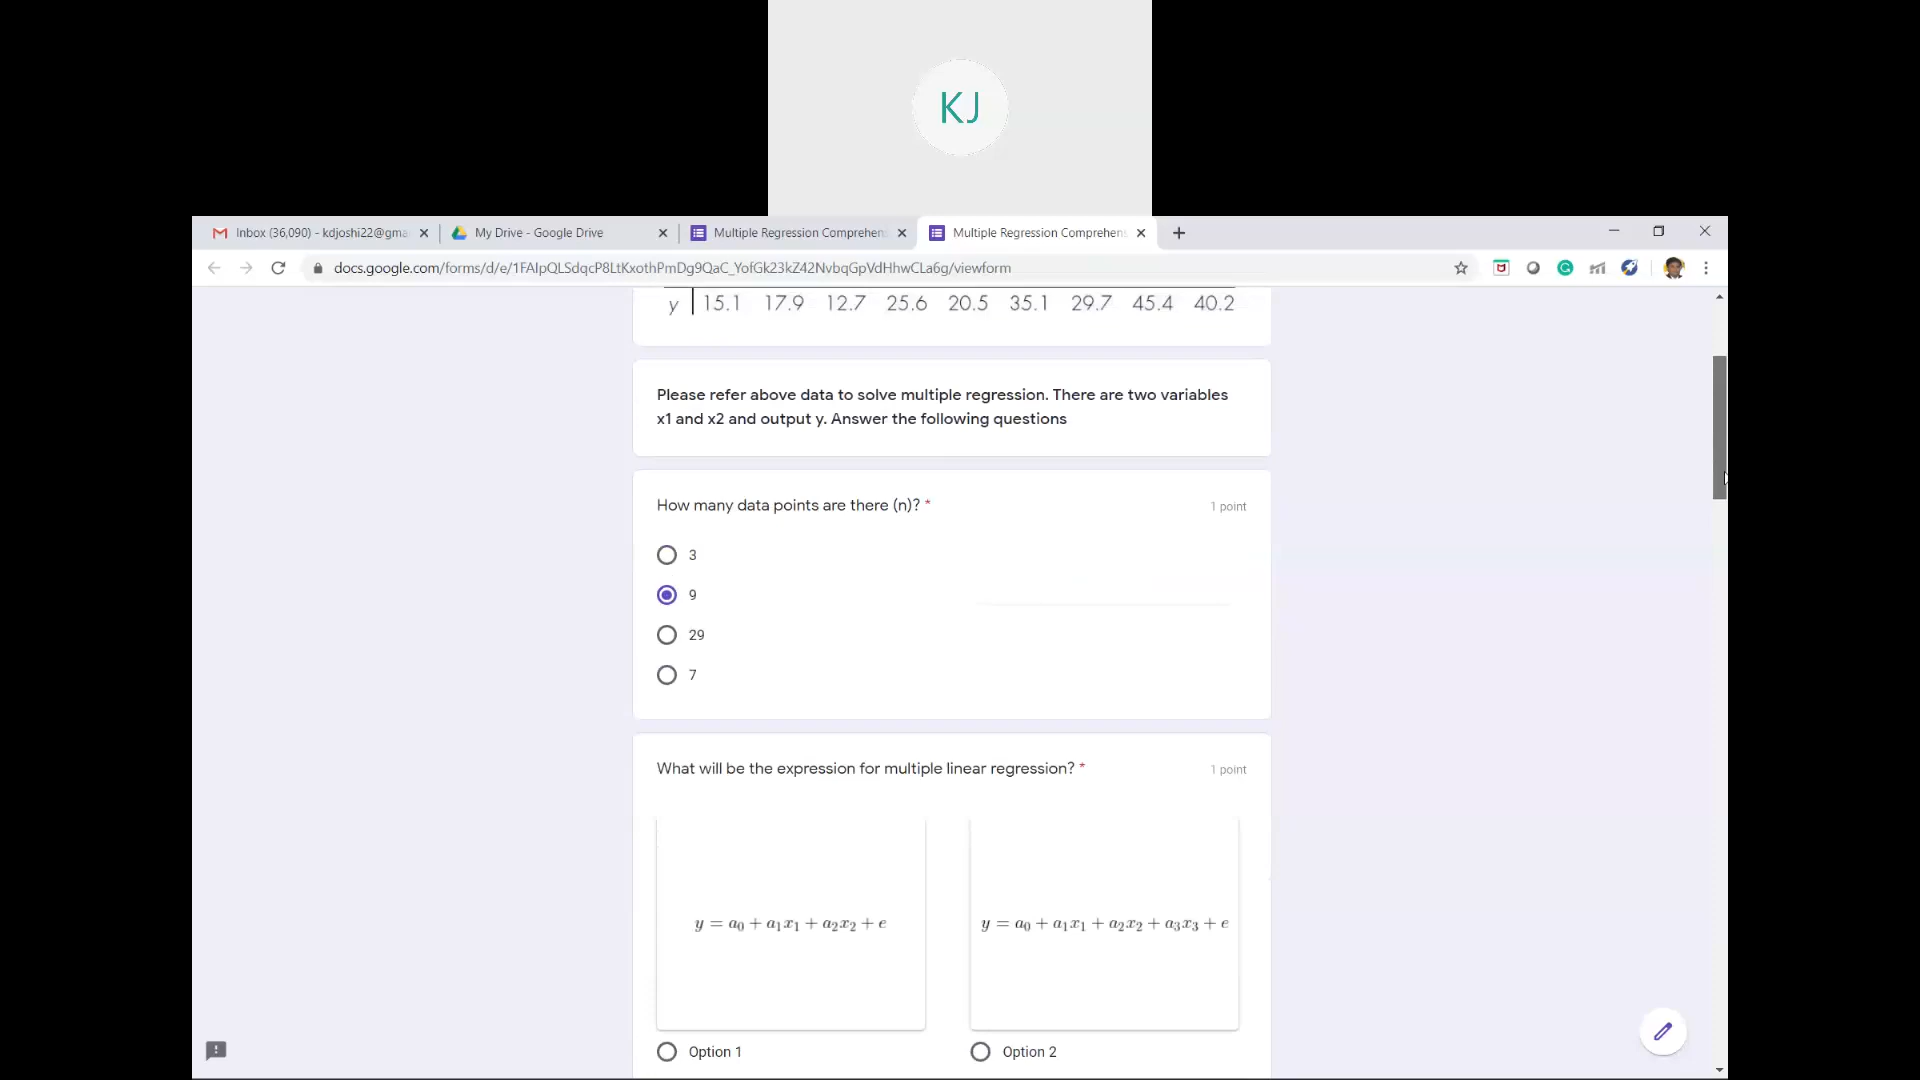 KJ
Inbox (36,090) - kdjoshi22@gma
My Drive - Google Drive
Multiple Regression Comprehen
Multiple Regression Comprehen
docs.google.com/forms/d/e/1FAIpQLSdqcP8LtKxothPmDg9QaC_YofGk23kZ42NvbqGpVdHhwCLa6g/viewform
y 15.1 17.9 12.7 25.6 20.5 35.1 29.7 45.4 40.2
Please refer above data to solve multiple regression. There are two variables
x1 and x2 and output y. Answer the following questions
How many data points are there (n)? *
1 point
3
9
29
7
What will be the expression for multiple linear regression? *
1 point
y = a₀ + a₁x₁ + a₂x₂ + e
y = a₀ + a₁x₁ + a₂x₂ + a₃x₃ + e
Option 1
Option 2